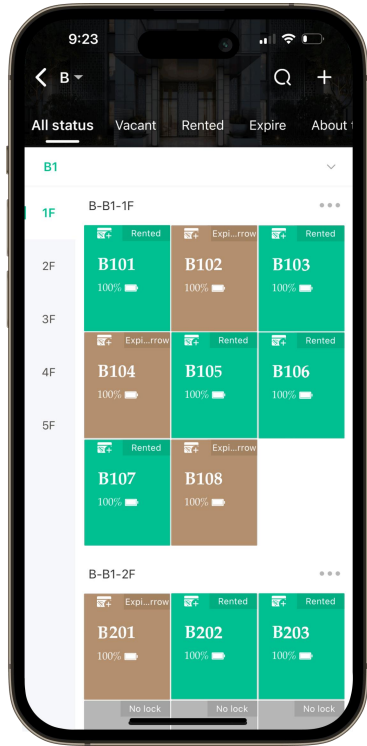 9:23
B
All status Vacant Rented Expire About t
B1
1F
2F
3F
4F
5F
B-B1-1F
Rented Expi...rrow Rented
B101 B102 B103
100% 100% 100%
Expi...rrow Rented Rented
B104 B105 B106
100% 100% 100%
Rented Expi...rrow
B107 B108
100% 100%
B-B1-2F
Expi...rrow Rented Rented
B201 B202 B203
100% 100% 100%
No lock No lock No lock